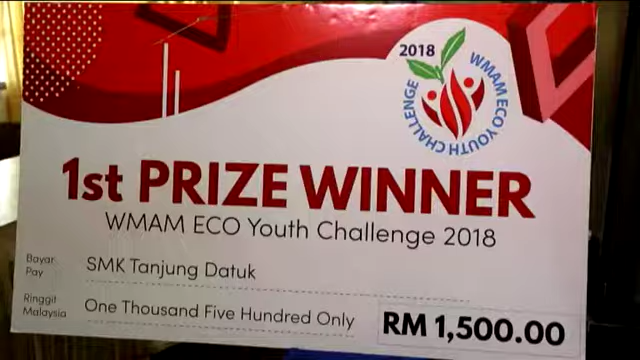 2018
WMAM ECO YOUTH CHALLENGE
1st PRIZE WINNER
WMAM ECO Youth Challenge 2018
Bayar
Pay
SMK Tanjung Datuk
Ringgit
Malaysia
One Thousand Five Hundred Only
RM 1,500.00